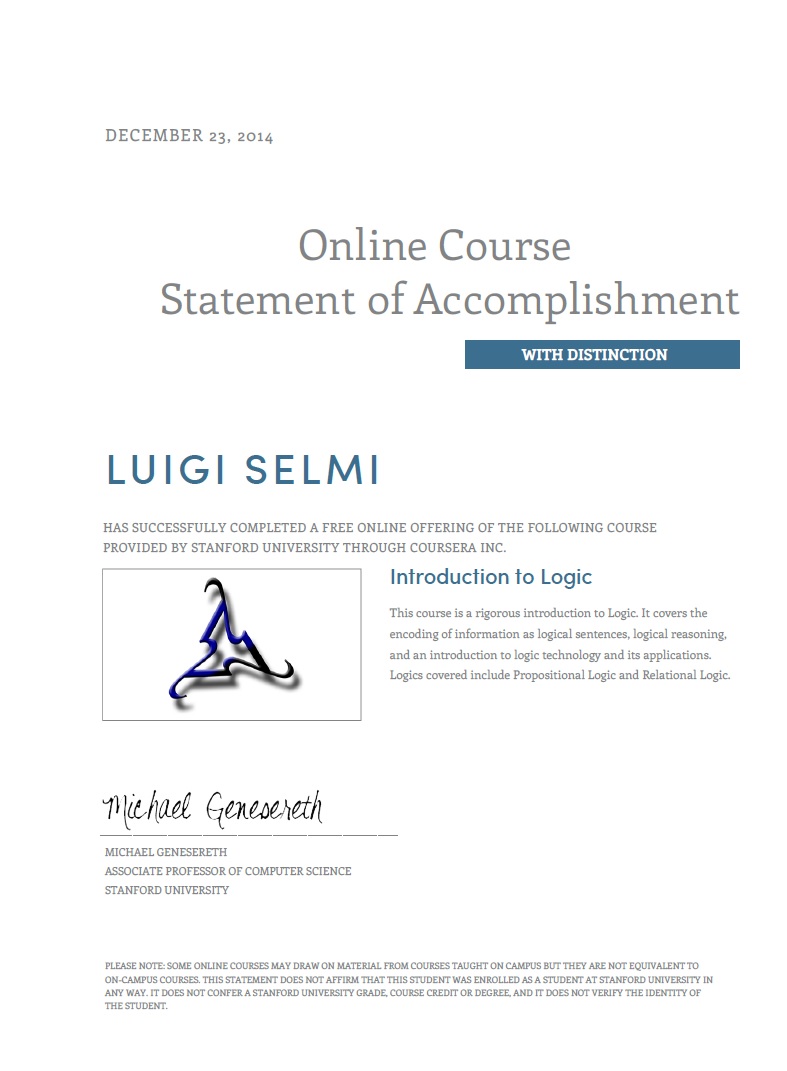 DECEMBER 23, 2014
Online Course
Statement of Accomplishment
WITH DISTINCTION
LUIGI SELMI
HAS SUCCESSFULLY COMPLETED A FREE ONLINE OFFERING OF THE FOLLOWING COURSE
PROVIDED BY STANFORD UNIVERSITY THROUGH COURSERA INC.
Introduction to Logic
This course is a rigorous introduction to Logic. It covers the
encoding of information as logical sentences, logical reasoning,
and an introduction to logic technology and its applications.
Logics covered include Propositional Logic and Relational Logic.
Michael Genesereth
MICHAEL GENESERETH
ASSOCIATE PROFESSOR OF COMPUTER SCIENCE
STANFORD UNIVERSITY
PLEASE NOTE: SOME ONLINE COURSES MAY DRAW ON MATERIAL FROM COURSES TAUGHT ON CAMPUS BUT THEY ARE NOT EQUIVALENT TO
ON-CAMPUS COURSES. THIS STATEMENT DOES NOT AFFIRM THAT THIS STUDENT WAS ENROLLED AS A STUDENT AT STANFORD UNIVERSITY IN
ANY WAY. IT DOES NOT CONFER A STANFORD UNIVERSITY GRADE, COURSE CREDIT OR DEGREE, AND IT DOES NOT VERIFY THE IDENTITY OF
THE STUDENT.